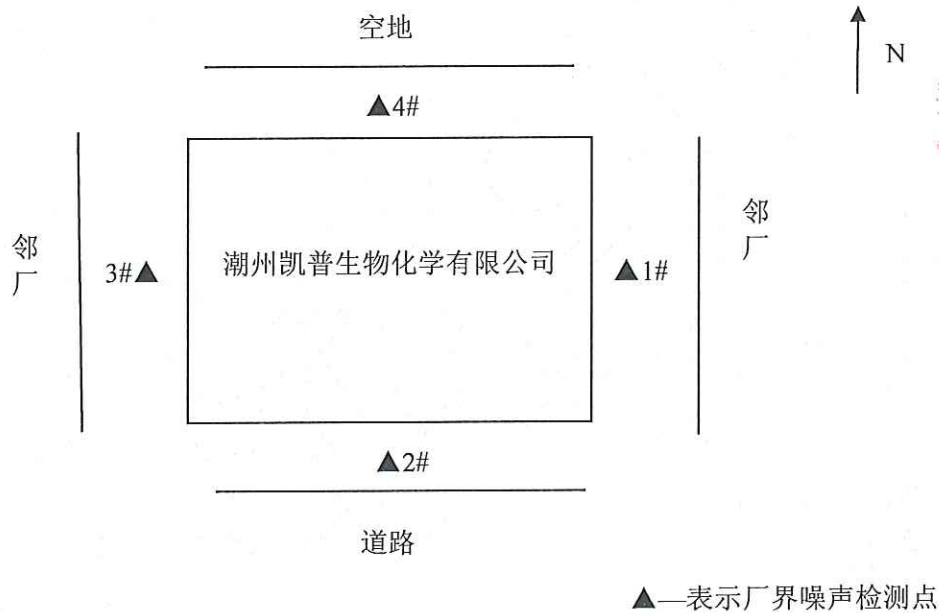 空地
N
▲4#
邻厂
3#▲
潮州凯普生物化学有限公司
▲1#
邻厂
▲2#
道路
▲—表示厂界噪声检测点